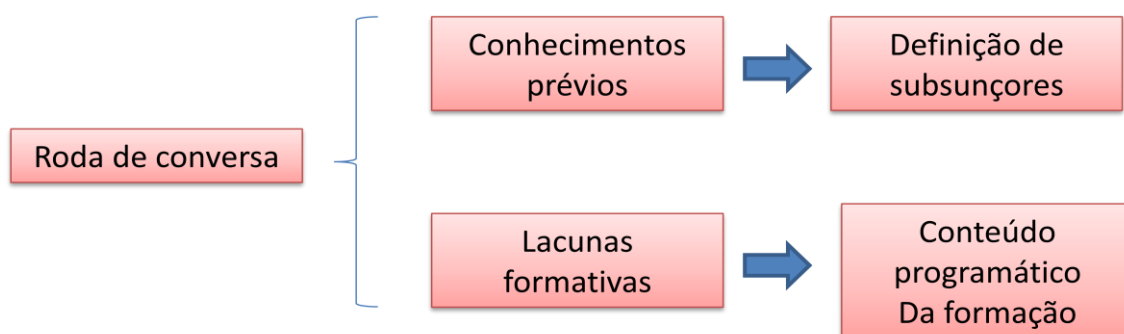 Roda de conversa
Conhecimentos
prévios
Definição de
subsunçores
Lacunas
formativas
Conteúdo
programático
Da formação